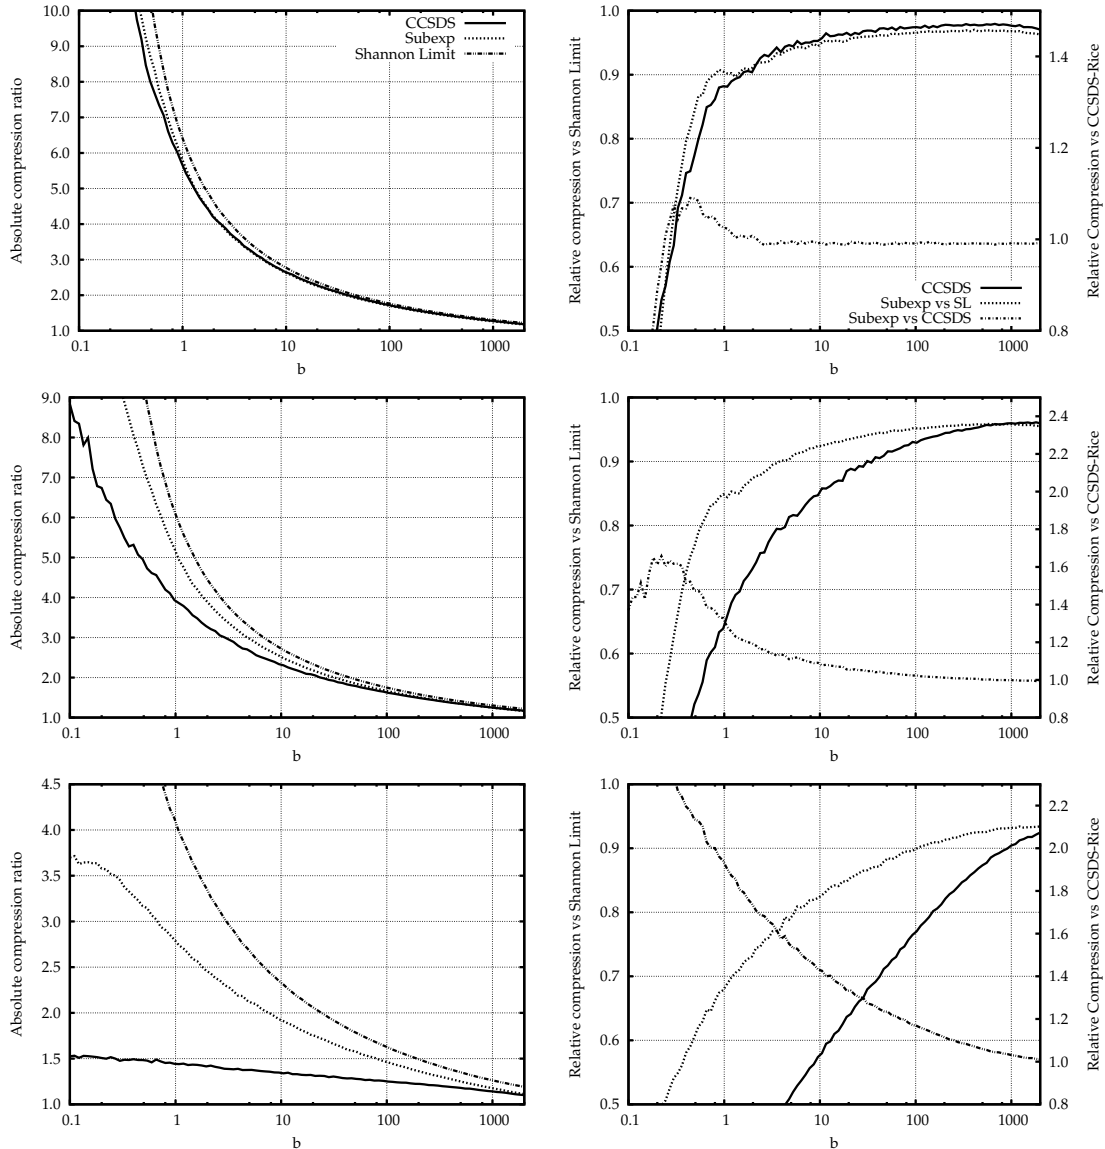 Absolute compression ratio
10.0
9.0
8.0
7.0
6.0
5.0
4.0
3.0
2.0
1.0
0.1 1 10 100 1000
b
CCSDS
Subexp
Shannon Limit
Relative compression vs Shannon Limit
1.0
0.9
0.8
0.7
0.6
0.5
0.1 1 10 100 1000
b
CCSDS
Subexp vs SL
Subexp vs CCSDS
1.4
1.2
1.0
0.8
Relative Compression vs CCSDS-Rice
Absolute compression ratio
9.0
8.0
7.0
6.0
5.0
4.0
3.0
2.0
1.0
0.1 1 10 100 1000
b
Relative compression vs Shannon Limit
1.0
0.9
0.8
0.7
0.6
0.5
0.1 1 10 100 1000
b
2.4
2.2
2.0
1.8
1.6
1.4
1.2
1.0
0.8
Relative Compression vs CCSDS-Rice
Absolute compression ratio
4.5
4.0
3.5
3.0
2.5
2.0
1.5
1.0
0.1 1 10 100 1000
b
Relative compression vs Shannon Limit
1.0
0.9
0.8
0.7
0.6
0.5
0.1 1 10 100 1000
b
2.2
2.0
1.8
1.6
1.4
1.2
1.0
0.8
Relative Compression vs CCSDS-Rice